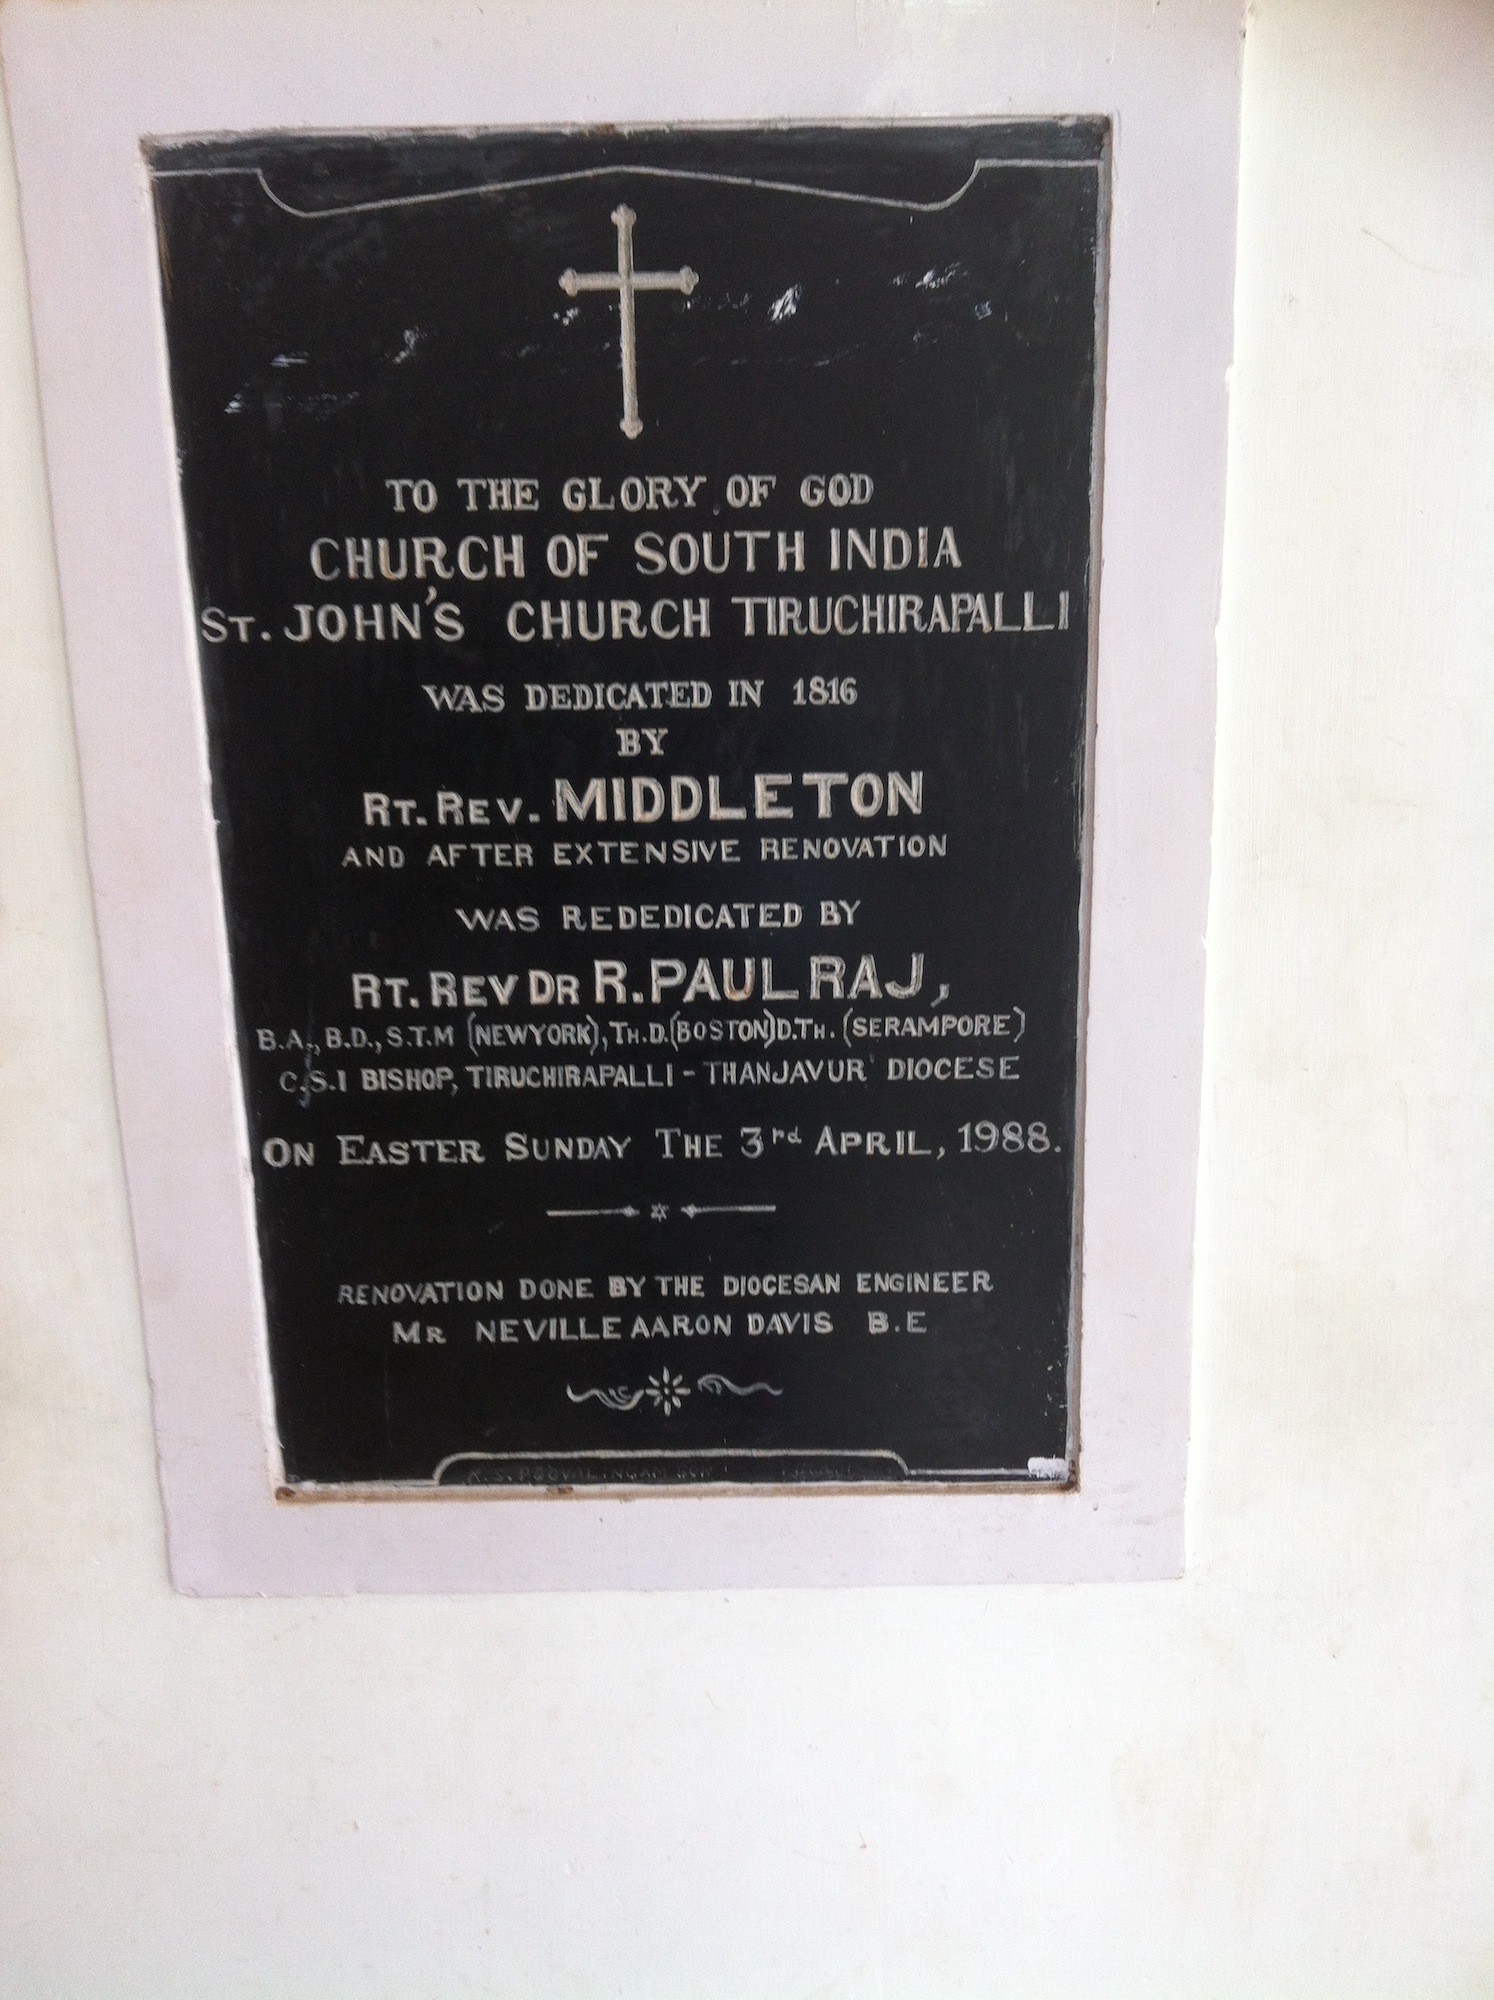 TO THE GLORY OF GOD
CHURCH OF SOUTH INDIA
ST. JOHN'S CHURCH TIRUCHIRAPALLI
WAS DEDICATED IN 1816
BY
RT. REV. MIDDLETON
AND AFTER EXTENSIVE RENOVATION
WAS REDEDICATED BY
RT. REV DR R. PAUL RAJ,
B.A., B.D., S.T.M (NEWYORK), TH.D. (BOSTON) D.TH. (SERAMPORE)
C.S.I BISHOP, TIRUCHIRAPALLI - THANJAVUR DIOCESE
ON EASTER SUNDAY THE 3rd APRIL, 1988.
RENOVATION DONE BY THE DIOCESAN ENGINEER
MR NEVILLE AARON DAVIS B.E